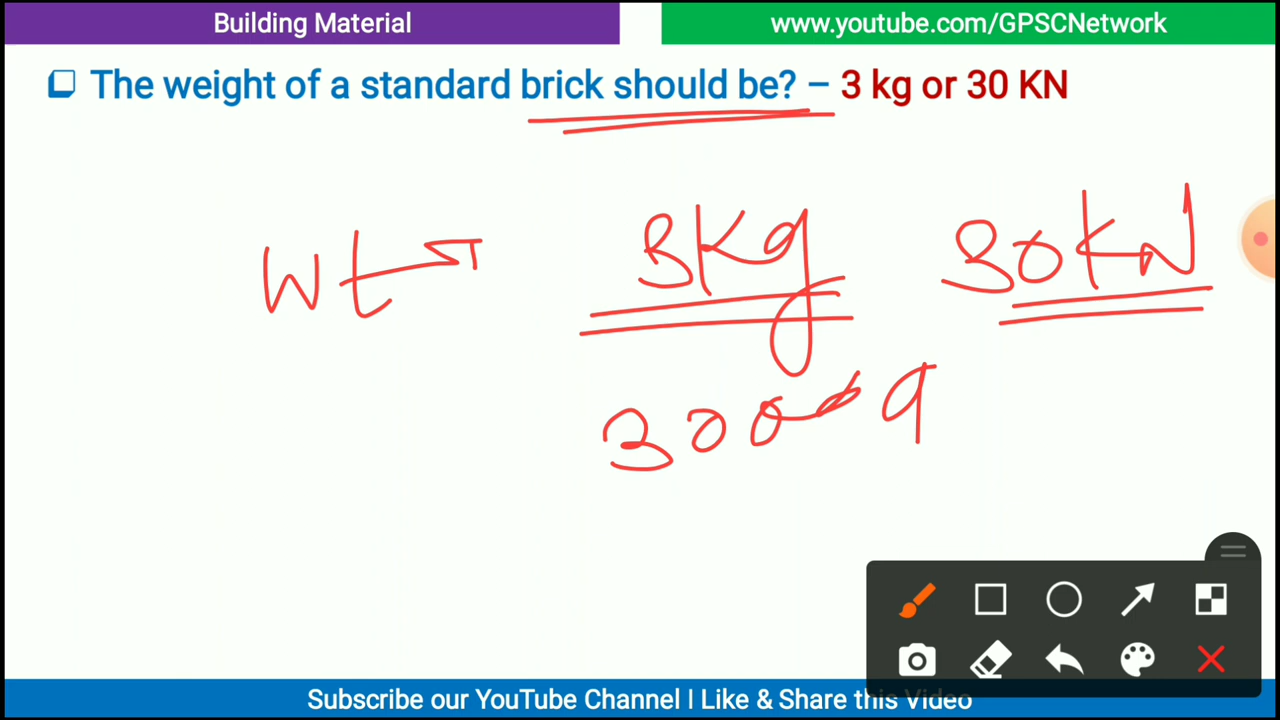 Building Material
www.youtube.com/GPSCNetwork
The weight of a standard brick should be? – 3 kg or 30 KN
Wt 3Kg 30KN
3000 g
Subscribe our YouTube Channel | Like & Share this Video